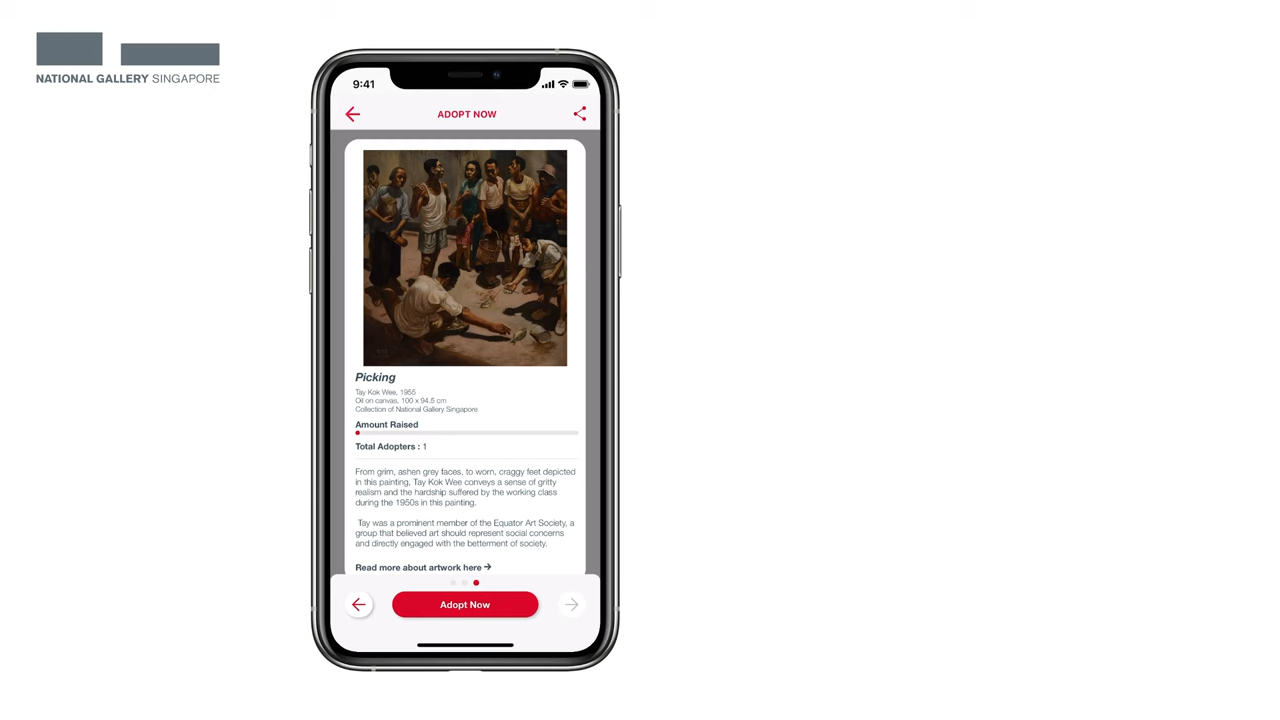 NATIONAL GALLERY SINGAPORE
9:41
ADOPT NOW
Picking
Tay Kok Wee, 1955
Oil on canvas, 100 x 94.5 cm
Collection of National Gallery Singapore
Amount Raised
Total Adopters : 1
From grim, ashen grey faces, to worn, craggy feet depicted
in this painting, Tay Kok Wee conveys a sense of gritty
realism and the hardship suffered by the working class
during the 1950s in this painting.
Tay was a prominent member of the Equator Art Society, a
group that believed art should represent social concerns
and directly engaged with the betterment of society.
Read more about artwork here →
Adopt Now